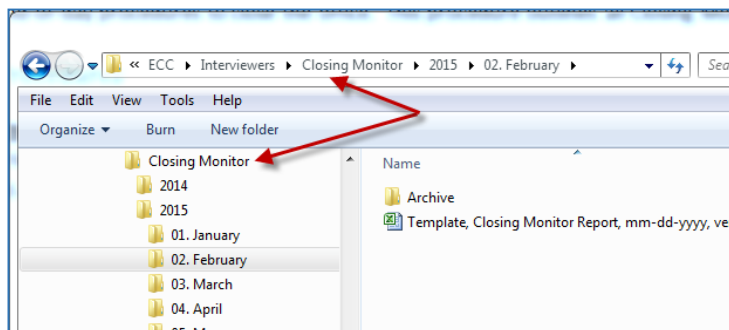 « ECC ▸ Interviewers ▸ Closing Monitor ▸ 2015 ▸ 02. February ▸
Sea
File Edit View Tools Help
Organize ▾ Burn New folder
Closing Monitor
2014
2015
01. January
02. February
03. March
04. April
Name
Archive
Template, Closing Monitor Report, mm-dd-yyyy, ve